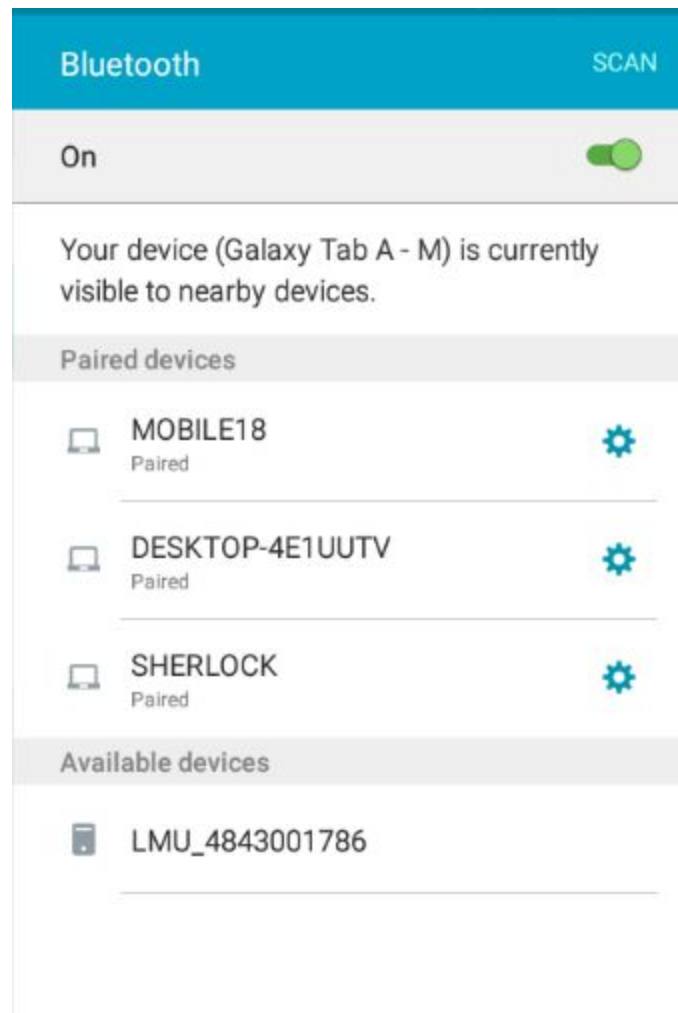 Bluetooth SCAN
On
Your device (Galaxy Tab A - M) is currently
visible to nearby devices.
Paired devices
MOBILE18
Paired
DESKTOP-4E1UUTV
Paired
SHERLOCK
Paired
Available devices
LMU_4843001786